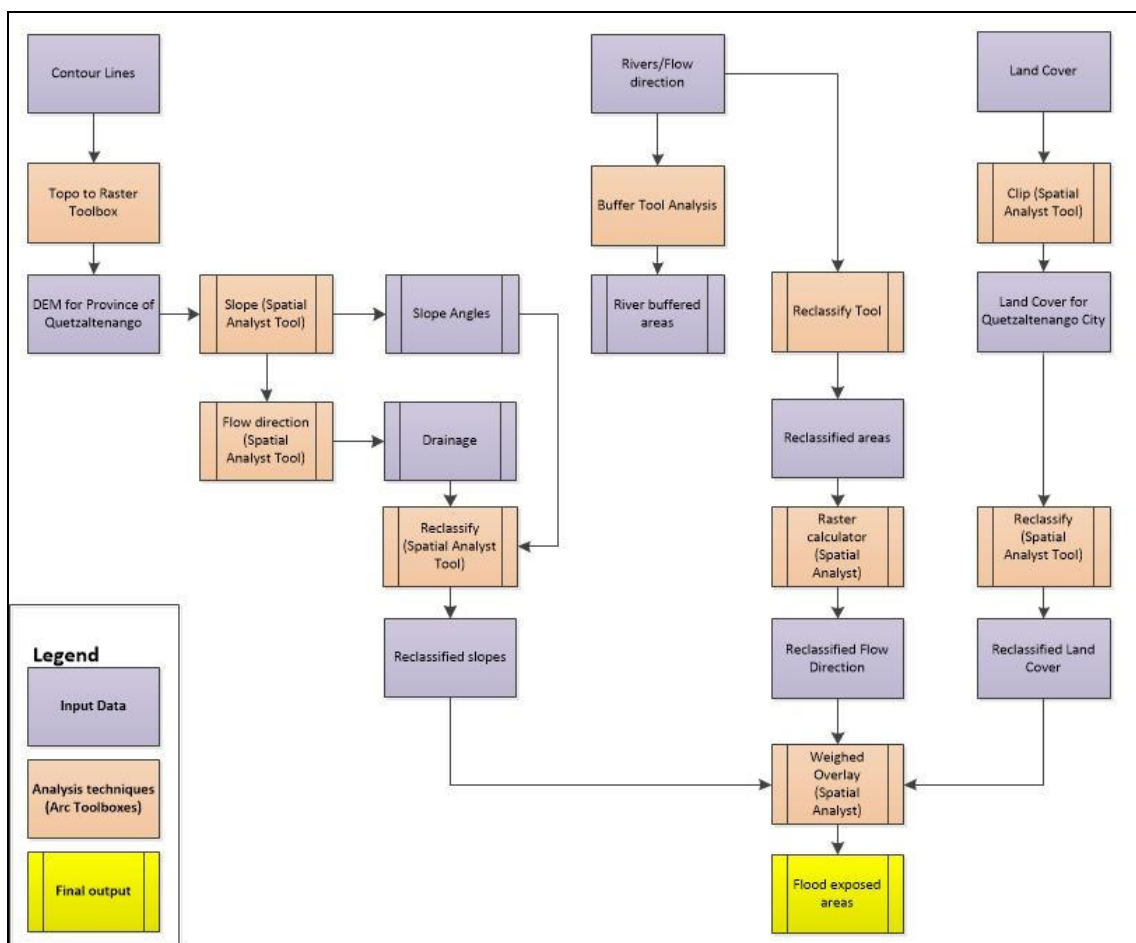 Contour Lines
Rivers/Flow
direction
Land Cover
Topo to Raster
Toolbox
Buffer Tool Analysis
Clip (Spatial
Analyst Tool)
DEM for Province of
Quetzaltenango
Slope (Spatial
Analyst Tool)
Slope Angles
River buffered
areas
Reclassify Tool
Land Cover for
Quetzaltenango City
Flow direction
(Spatial
Analyst Tool)
Drainage
Reclassified areas
Reclassify
(Spatial Analyst
Tool)
Raster
calculator
(Spatial
Analyst)
Reclassify
(Spatial
Analyst Tool)
Reclassified slopes
Reclassified Flow
Direction
Reclassified Land
Cover
Weighed
Overlay
(Spatial
Analyst)
Flood exposed
areas
Legend
Input Data
Analysis techniques
(Arc Toolboxes)
Final output